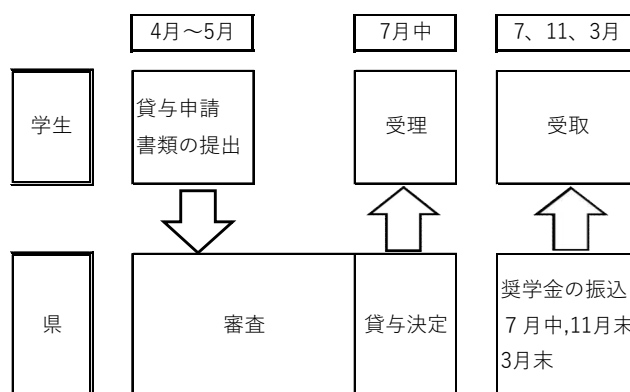 4月～5月
7月中
7、11、3月
学生
貸与申請
書類の提出
受理
受取
県
審査
貸与決定
奨学金の振込
７月中,11月末
3月末